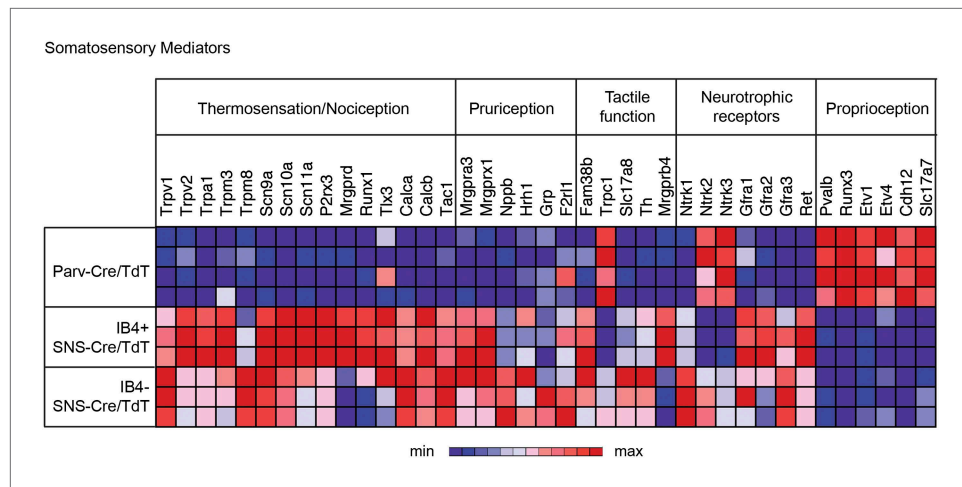 Somatosensory Mediators
Thermosensation/Nociception
Pruriception
Tactile
function
Neurotrophic
receptors
Proprioception
Trpv1
Trpv2
Trpa1
Trpm3
Trpm8
Scn9a
Scn10a
Scn11a
P2rx3
Mrgprd
Runx1
Tlx3
Calca
Calcb
Tac1
Mrgpra3
Mrgprx1
Nppb
Hrh1
Grp
F2rl1
Fam38b
Trpc1
Slc17a8
Th
Mrgprb4
Ntrk1
Ntrk2
Ntrk3
Gfra1
Gfra2
Gfra3
Ret
Pvalb
Runx3
Etv1
Etv4
Cdh12
Slc17a7
Parv-Cre/TdT
IB4+
SNS-Cre/TdT
IB4-
SNS-Cre/TdT
min
max